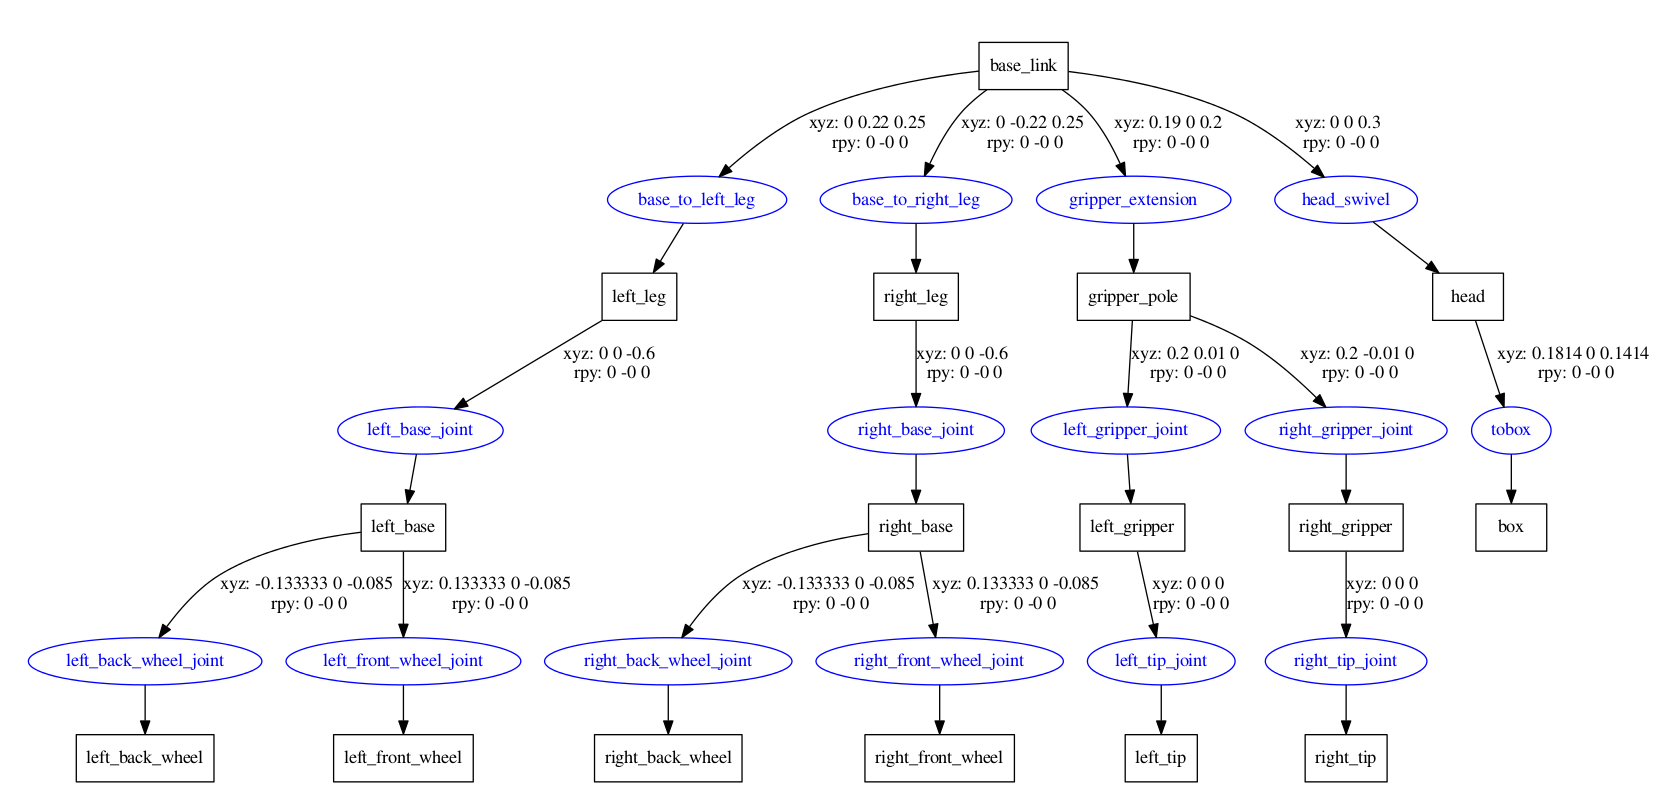 base_link
xyz: 0 0.22 0.25
rpy: 0 -0 0
xyz: 0 -0.22 0.25
rpy: 0 -0 0
xyz: 0.19 0 0.2
rpy: 0 -0 0
xyz: 0 0 0.3
rpy: 0 -0 0
base_to_left_leg
base_to_right_leg
gripper_extension
head_swivel
left_leg
right_leg
gripper_pole
head
xyz: 0 0 -0.6
rpy: 0 -0 0
xyz: 0 0 -0.6
rpy: 0 -0 0
xyz: 0.2 0.01 0
rpy: 0 -0 0
xyz: 0.2 -0.01 0
rpy: 0 -0 0
xyz: 0.1814 0 0.1414
rpy: 0 -0 0
left_base_joint
right_base_joint
left_gripper_joint
right_gripper_joint
tobox
left_base
right_base
left_gripper
right_gripper
box
xyz: -0.133333 0 -0.085
rpy: 0 -0 0
xyz: 0.133333 0 -0.085
rpy: 0 -0 0
xyz: -0.133333 0 -0.085
rpy: 0 -0 0
xyz: 0.133333 0 -0.085
rpy: 0 -0 0
xyz: 0 0 0
rpy: 0 -0 0
xyz: 0 0 0
rpy: 0 -0 0
left_back_wheel_joint
left_front_wheel_joint
right_back_wheel_joint
right_front_wheel_joint
left_tip_joint
right_tip_joint
left_back_wheel
left_front_wheel
right_back_wheel
right_front_wheel
left_tip
right_tip